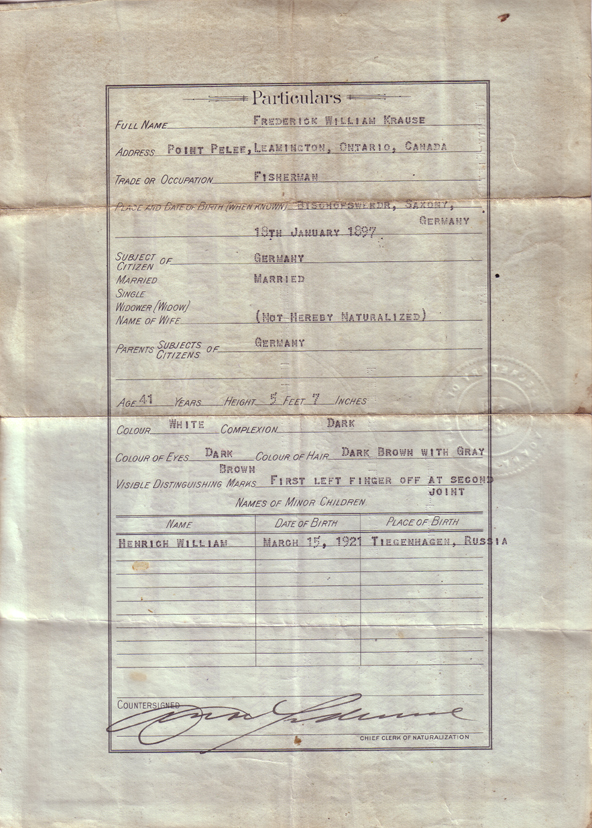 Particulars
FULL NAME FREDERICK WILLIAM KRAUSE
ADDRESS POINT PELEE, LEAMINGTON, ONTARIO, CANADA
TRADE OR OCCUPATION FISHERMAN
PLACE AND DATE OF BIRTH (WHEN KNOWN) BISCHOFSWERDR, SAXONY,
GERMANY
18TH JANUARY 1897.
SUBJECT OF GERMANY
CITIZEN
MARRIED MARRIED
SINGLE
WIDOWER (WIDOW)
NAME OF WIFE (NOT HEREBY NATURALIZED)
PARENTS SUBJECTS OF GERMANY
CITIZENS
AGE 41 YEARS HEIGHT 5 FEET 7 INCHES
COLOUR WHITE COMPLEXION DARK
COLOUR OF EYES DARK COLOUR OF HAIR DARK BROWN WITH GRAY
BROWN
VISIBLE DISTINGUISHING MARKS FIRST LEFT FINGER OFF AT SECOND
JOINT
NAMES OF MINOR CHILDREN
NAME DATE OF BIRTH PLACE OF BIRTH
HENRICH WILLIAM MARCH 15, 1921 TIEGENHAGEN, RUSSIA
COUNTERSIGNED
CHIEF CLERK OF NATURALIZATION